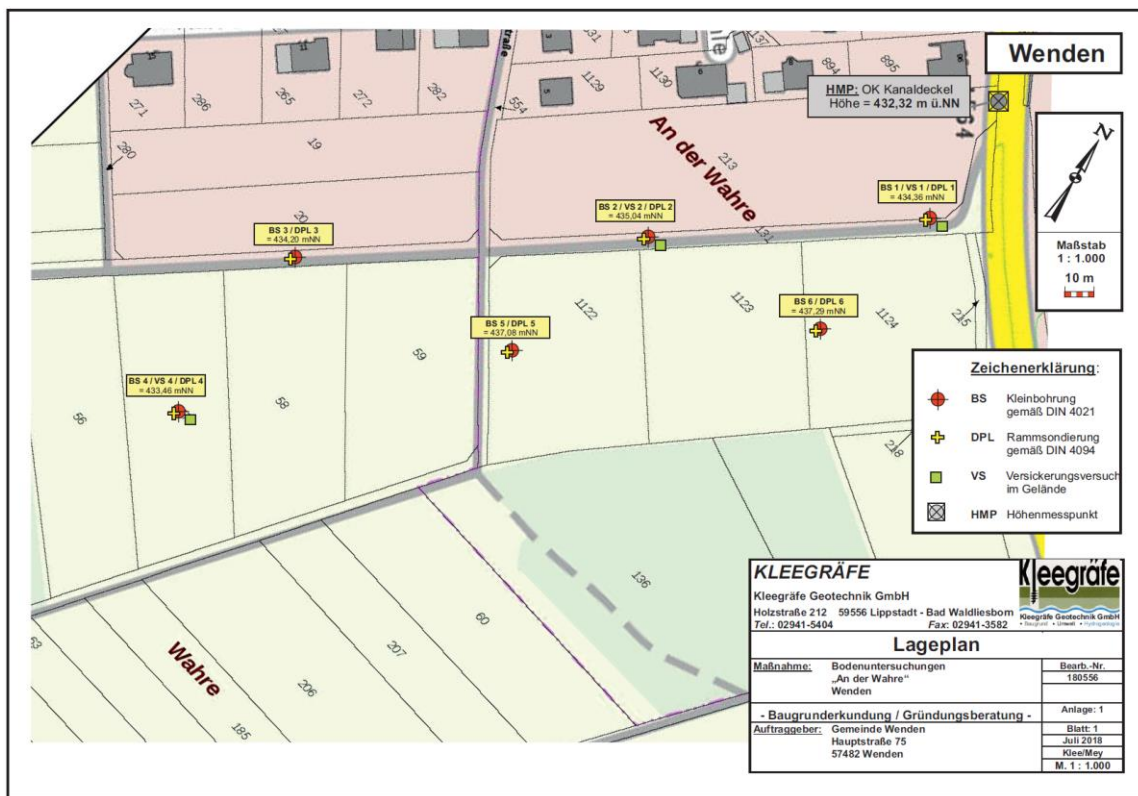 Wenden
HMP: OK Kanaldeckel
Höhe = 432,32 m ü.NN
N
Maßstab
1 : 1.000
10 m
271
286
265
272
282
554
5
1129
1130
131
137
894
895
280
19
213
An der Wahre
20
BS 3 / DPL 3
= 434,20 mNN
BS 2 / VS 2 / DPL 2
= 435,04 mNN
BS 1 / VS 1 / DPL 1
= 434,36 mNN
131
1122
1123
1124
215
BS 5 / DPL 5
= 437,08 mNN
BS 6 / DPL 6
= 437,29 mNN
59
58
56
BS 4 / VS 4 / DPL 4
= 433,46 mNN
218
Zeichenerklärung:
BS Kleinbohrung
gemäß DIN 4021
DPL Rammsondierung
gemäß DIN 4094
VS Versickerungsversuch
im Gelände
HMP Höhenmesspunkt
136
60
207
206
185
63
Wahre
KLEEGRÄFE
Kleegräfe Geotechnik GmbH
Holzstraße 212 59556 Lippstadt - Bad Waldliesborn
Tel.: 02941-5404 Fax: 02941-3582
Kleegräfe
Kleegräfe Geotechnik GmbH
• Baugrund • Umwelt • Hydrogeologie
Lageplan
Maßnahme: Bodenuntersuchungen
„An der Wahre“
Wenden
Bearb.-Nr.
180556
- Baugrunderkundung / Gründungsberatung -
Anlage: 1
Auftraggeber: Gemeinde Wenden
Hauptstraße 75
57482 Wenden
Blatt: 1
Juli 2018
Klee/Mey
M. 1 : 1.000